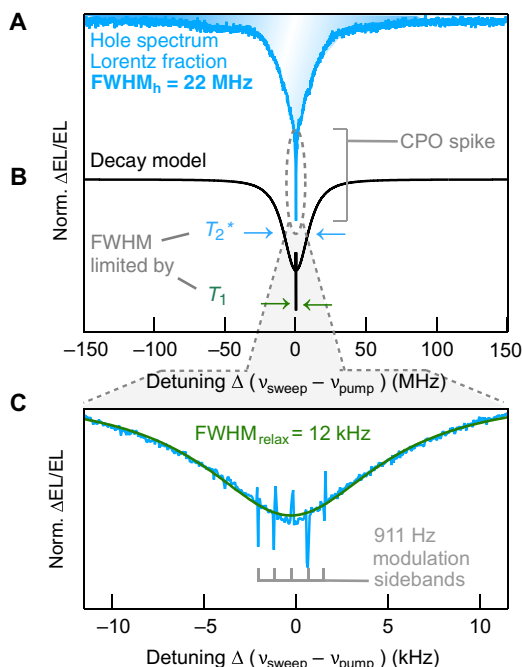 A
Hole spectrum
Lorentz fraction
FWHMh = 22 MHz
CPO spike
Norm. ΔEL/EL
B
Decay model
FWHM
limited by
T2*
T1
−150 −100 −50 0 50 100 150
Detuning Δ ( νsweep − νpump ) (MHz)
C
FWHMrelax = 12 kHz
Norm. ΔEL/EL
911 Hz
modulation
sidebands
−10 −5 0 5 10
Detuning Δ ( νsweep − νpump ) (kHz)